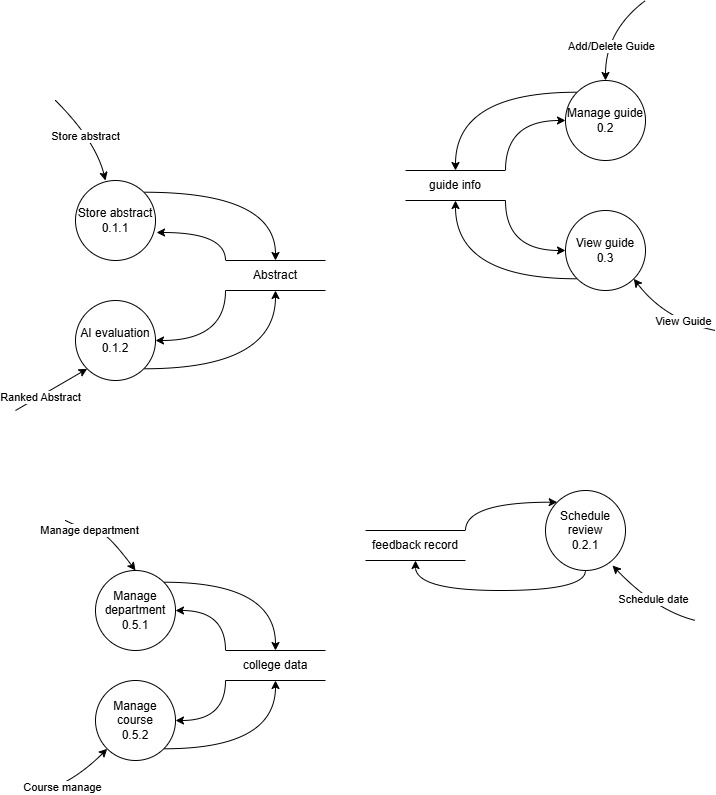 Add/Delete Guide
Manage guide
0.2
guide info
View guide
0.3
View Guide
Store abstract
Store abstract
0.1.1
Abstract
AI evaluation
0.1.2
Ranked Abstract
Manage department
Manage
department
0.5.1
college data
Manage
course
0.5.2
Course manage
Schedule
review
0.2.1
feedback record
Schedule date